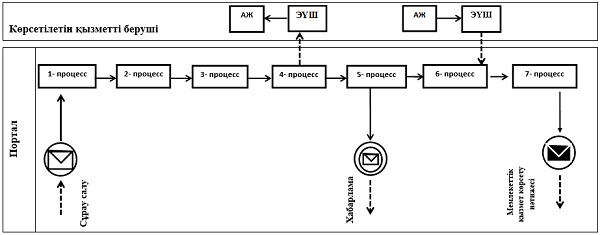 АЖ
ЭҮШ
АЖ
ЭҮШ
Көрсетілетін қызметті беруші
1- процесс
2- процесс
3- процесс
4- процесс
5- процесс
6- процесс
7- процесс
Портал
Сұрау салу
Хабарлама
Мемлекеттік
қызмет көрсету
нәтижесі